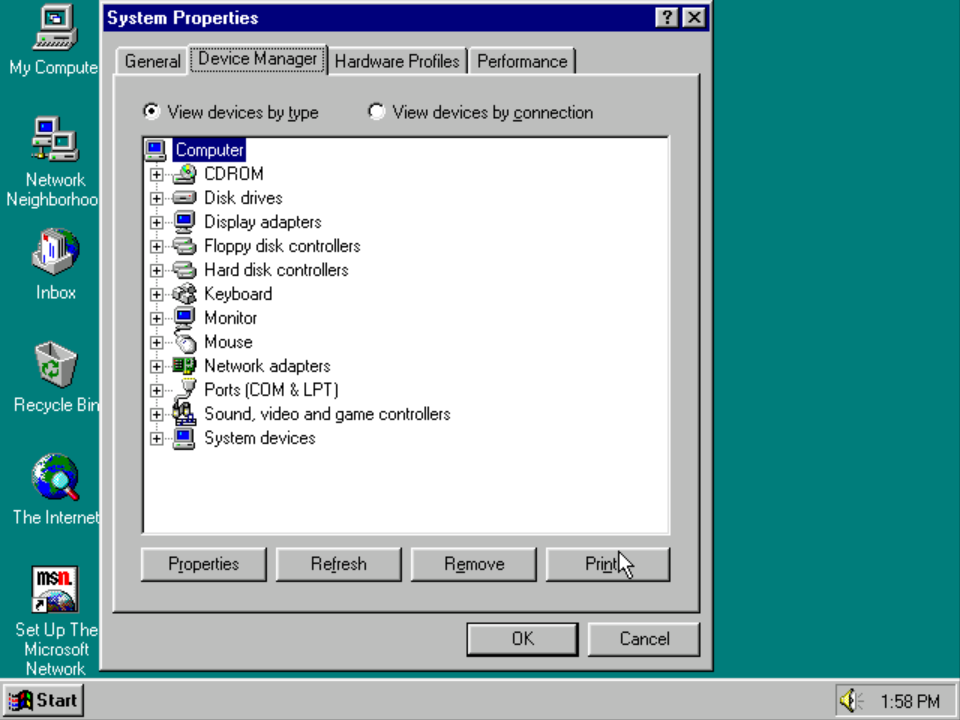 System Properties
General
Device Manager
Hardware Profiles
Performance
View devices by type
View devices by connection
Computer
CDROM
Disk drives
Display adapters
Floppy disk controllers
Hard disk controllers
Keyboard
Monitor
Mouse
Network adapters
Ports (COM & LPT)
Sound, video and game controllers
System devices
Properties
Refresh
Remove
OK
Cancel
My Compute
Network
Neighborhoo
Inbox
Recycle Bin
The Internet
msn.
Set Up The
Microsoft
Network
Start
1:58 PM